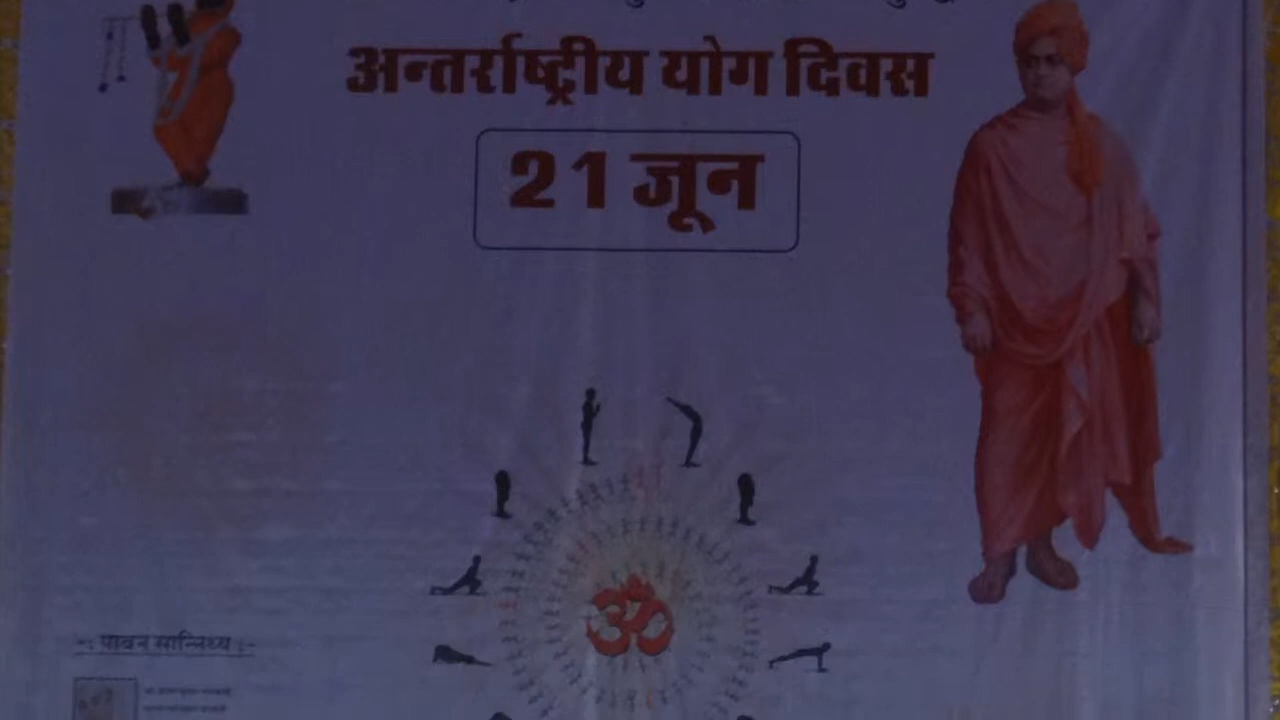 अन्तर्राष्ट्रीय योग दिवस
21 जून
ॐ
-: पावन सान्निध्य :-